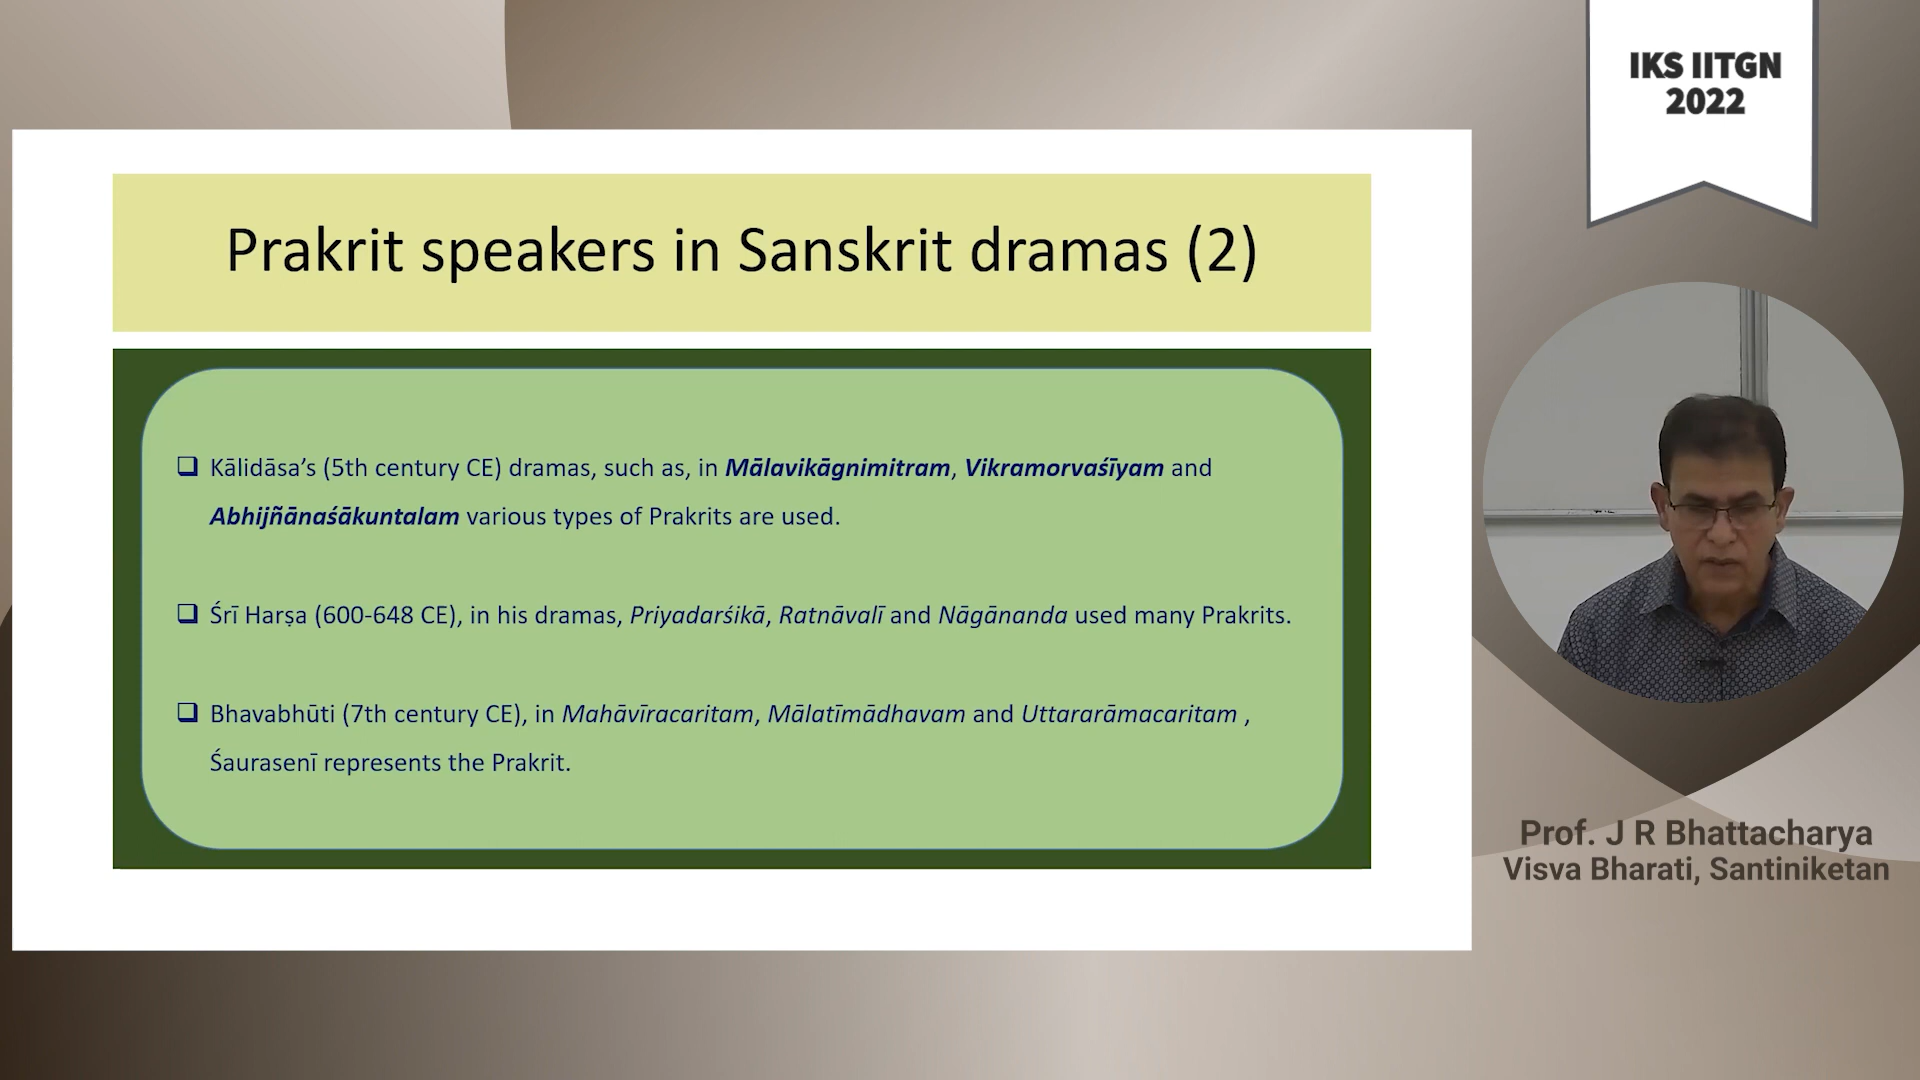 IKS IITGN
2022
Prakrit speakers in Sanskrit dramas (2)
❑ Kālidāsa’s (5th century CE) dramas, such as, in Mālavikāgnimitram, Vikramorvaśīyam and
Abhijñānaśākuntalam various types of Prakrits are used.
❑ Śrī Harṣa (600-648 CE), in his dramas, Priyadarśikā, Ratnāvalī and Nāgānanda used many Prakrits.
❑ Bhavabhūti (7th century CE), in Mahāvīracaritam, Mālatīmādhavam and Uttararāmacaritam ,
Śaurasenī represents the Prakrit.
Prof. J R Bhattacharya
Visva Bharati, Santiniketan